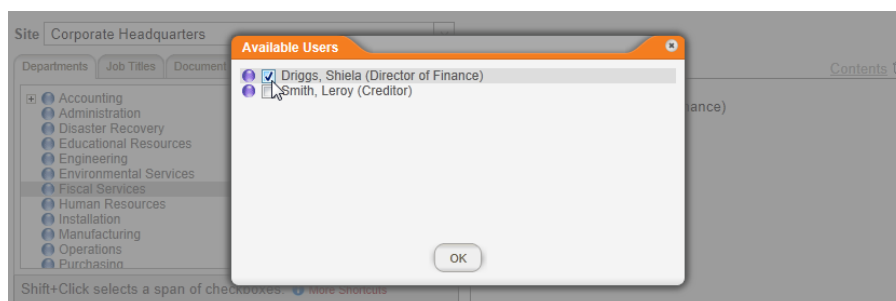 Site Corporate Headquarters
Available Users
Departments Job Titles Document
Contents
Driggs, Shiela (Director of Finance)
Smith, Leroy (Creditor)
ance)
Accounting
Administration
Disaster Recovery
Educational Resources
Engineering
Environmental Services
Fiscal Services
Human Resources
Installation
Manufacturing
Operations
Purchasing
OK
Shift+Click selects a span of checkboxes. More Shortcuts